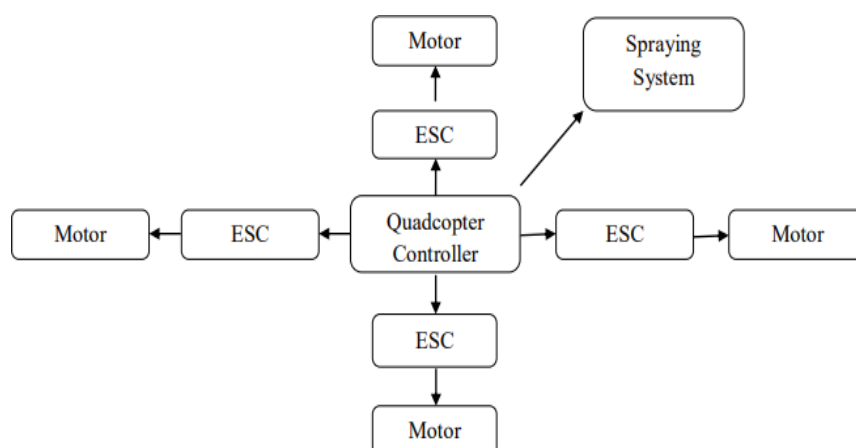 Motor
Spraying
System
ESC
Motor
ESC
Quadcopter
Controller
ESC
Motor
ESC
Motor